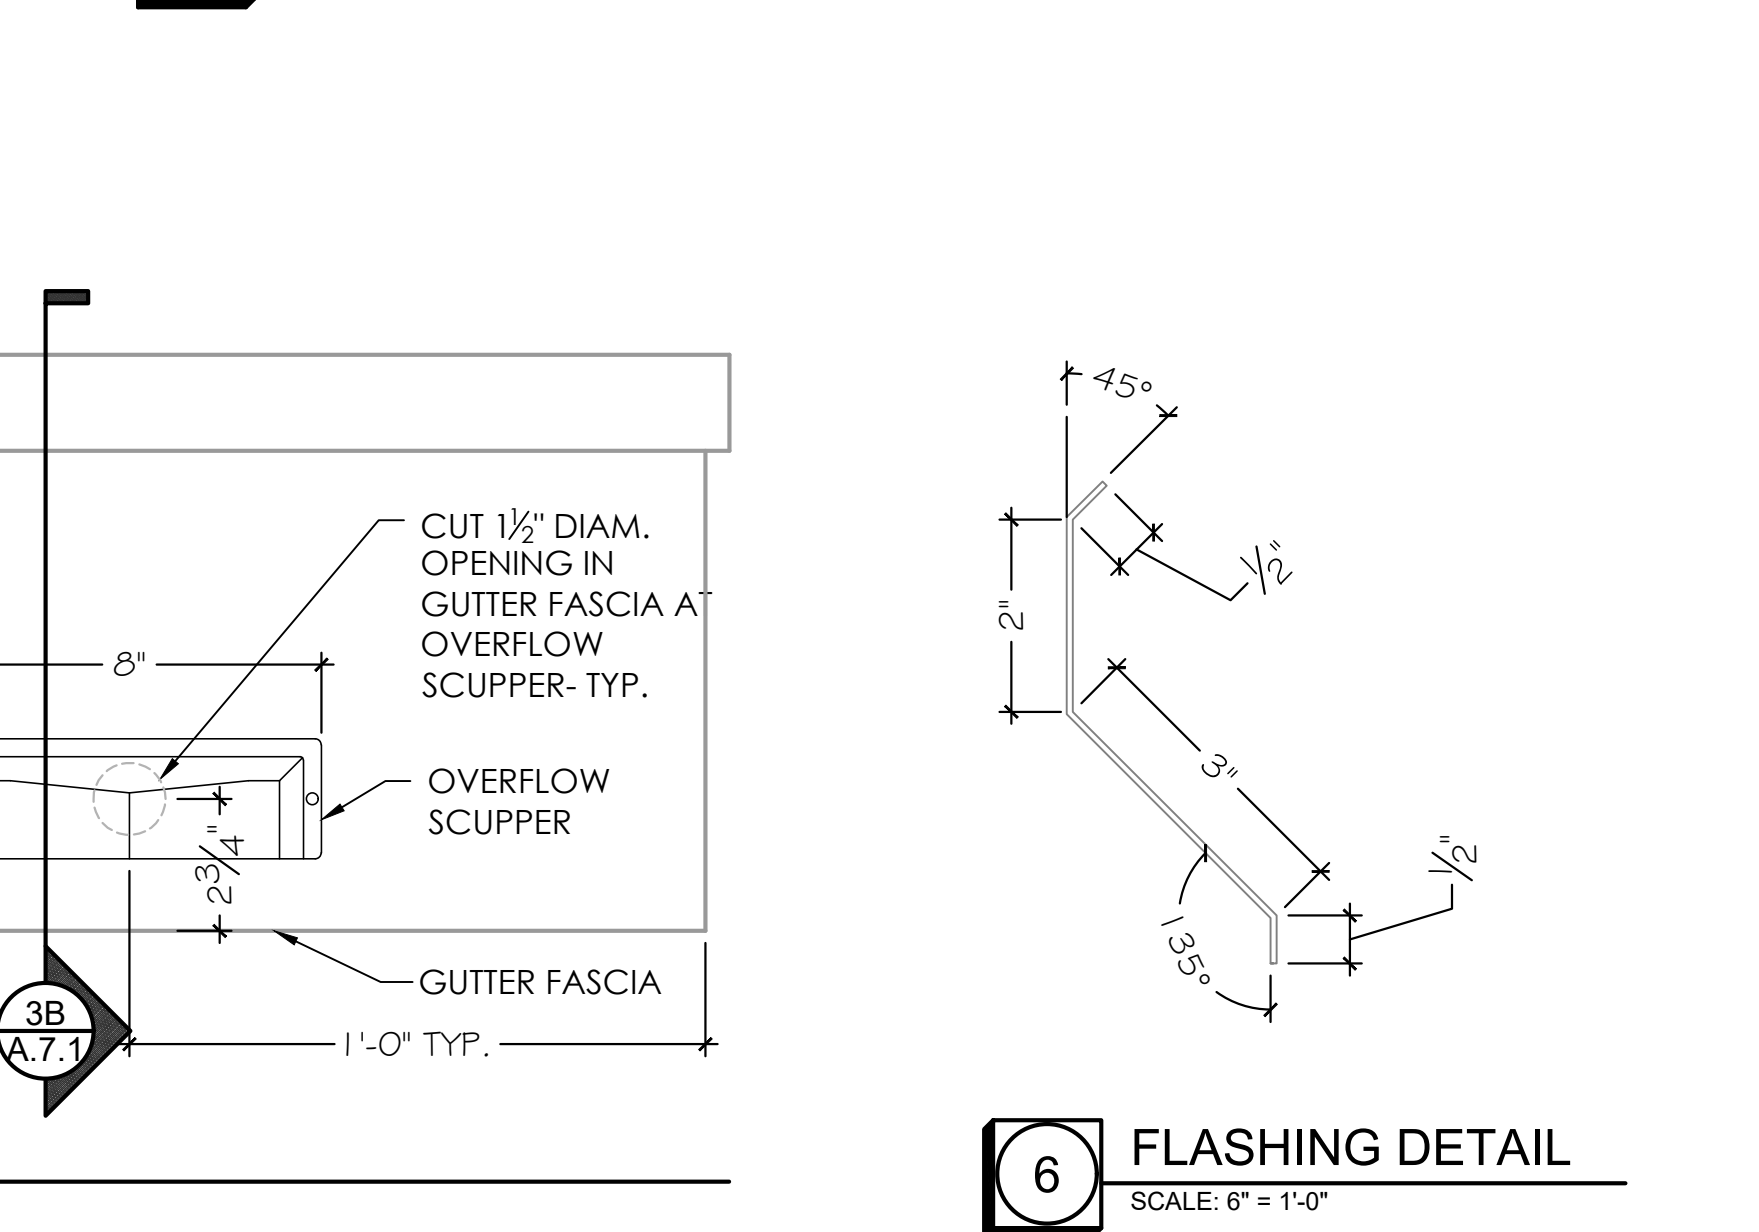 CUT 1½" DIAM.
OPENING IN
GUTTER FASCIA AT
OVERFLOW
SCUPPER- TYP.
8"
OVERFLOW
SCUPPER
2¾"
GUTTER FASCIA
3B
A.7.1
1'-0" TYP.
45°
½"
2"
3"
½"
135°
6
FLASHING DETAIL
SCALE: 6" = 1'-0"